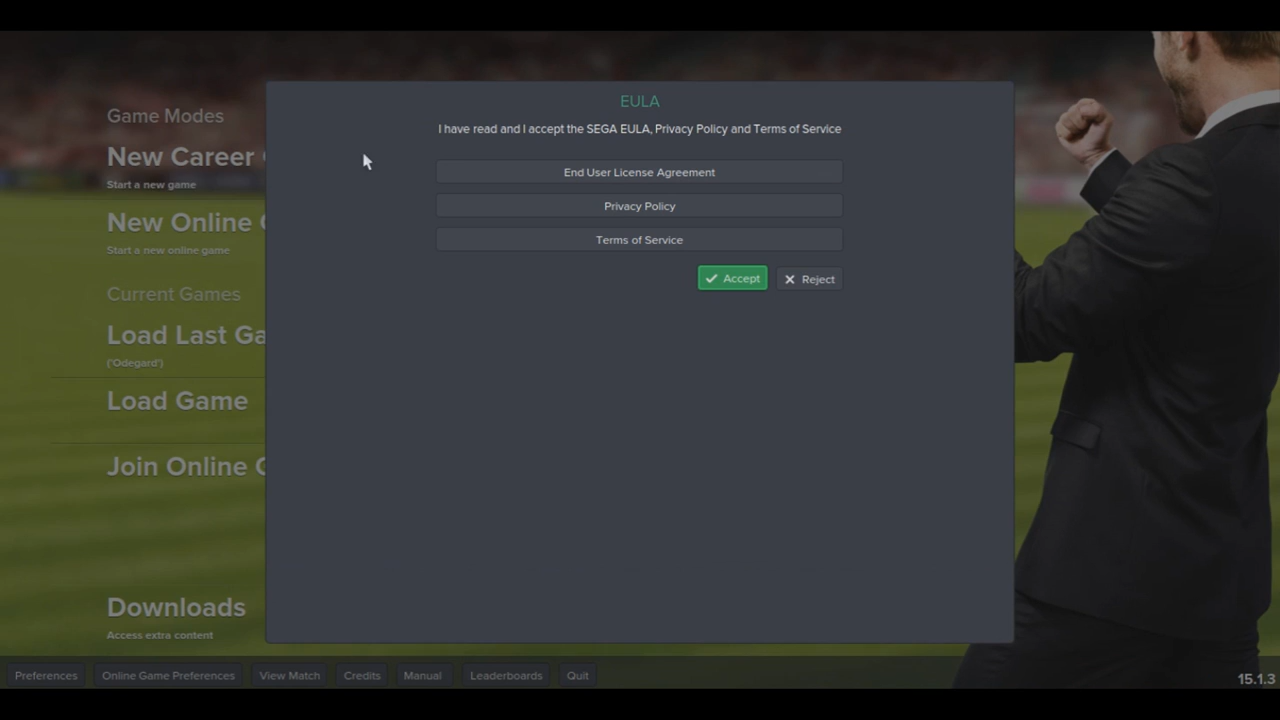 EULA
I have read and I accept the SEGA EULA, Privacy Policy and Terms of Service
End User License Agreement
Privacy Policy
Terms of Service
Accept
Reject
Game Modes
New Career
Start a new game
New Online
Start a new online game
Current Games
Load Last Ga
('Odegard')
Load Game
Join Online
Downloads
Access extra content
Preferences
Online Game Preferences
View Match
Credits
Manual
Leaderboards
Quit
15.1.3